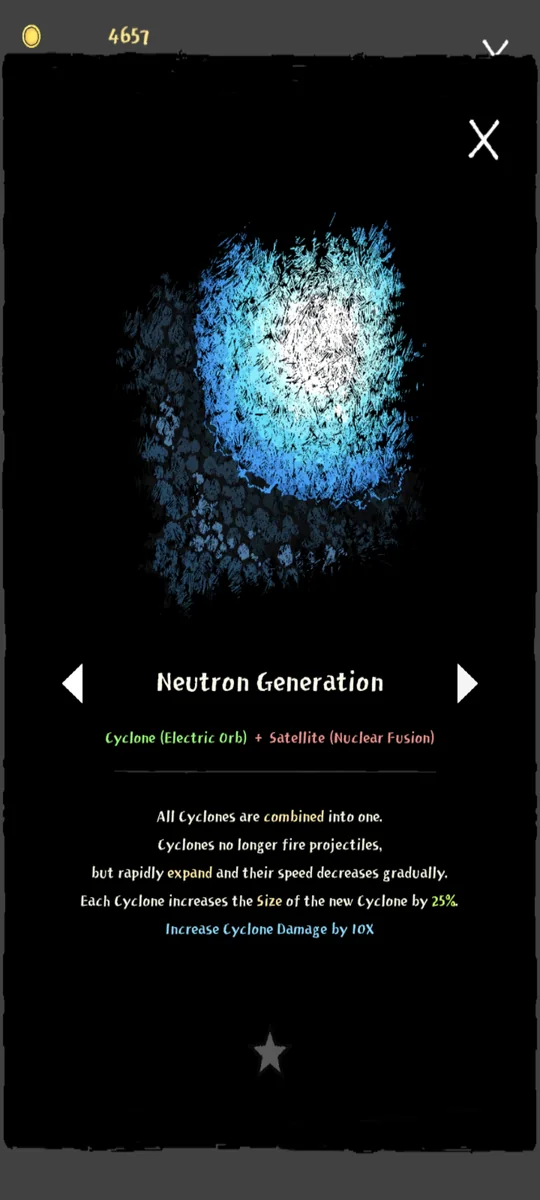 4657
X
Neutron Generation
Cyclone (Electric Orb) + Satellite (Nuclear Fusion)
All Cyclones are combined into one.
Cyclones no longer fire projectiles,
but rapidly expand and their speed decreases gradually.
Each Cyclone increases the Size of the new Cyclone by 25%.
Increase Cyclone Damage by 10X